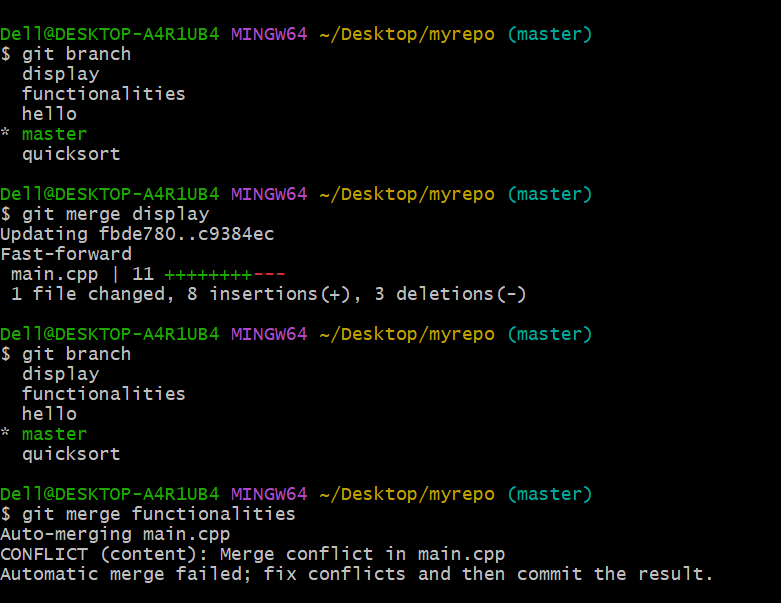 Dell@DESKTOP-A4R1UB4 MINGW64 ~/Desktop/myrepo (master)
$ git branch
  display
  functionalities
  hello
* master
  quicksort

Dell@DESKTOP-A4R1UB4 MINGW64 ~/Desktop/myrepo (master)
$ git merge display
Updating fbde780..c9384ec
Fast-forward
 main.cpp | 11 ++++++++---
 1 file changed, 8 insertions(+), 3 deletions(-)

Dell@DESKTOP-A4R1UB4 MINGW64 ~/Desktop/myrepo (master)
$ git branch
  display
  functionalities
  hello
* master
  quicksort

Dell@DESKTOP-A4R1UB4 MINGW64 ~/Desktop/myrepo (master)
$ git merge functionalities
Auto-merging main.cpp
CONFLICT (content): Merge conflict in main.cpp
Automatic merge failed; fix conflicts and then commit the result.